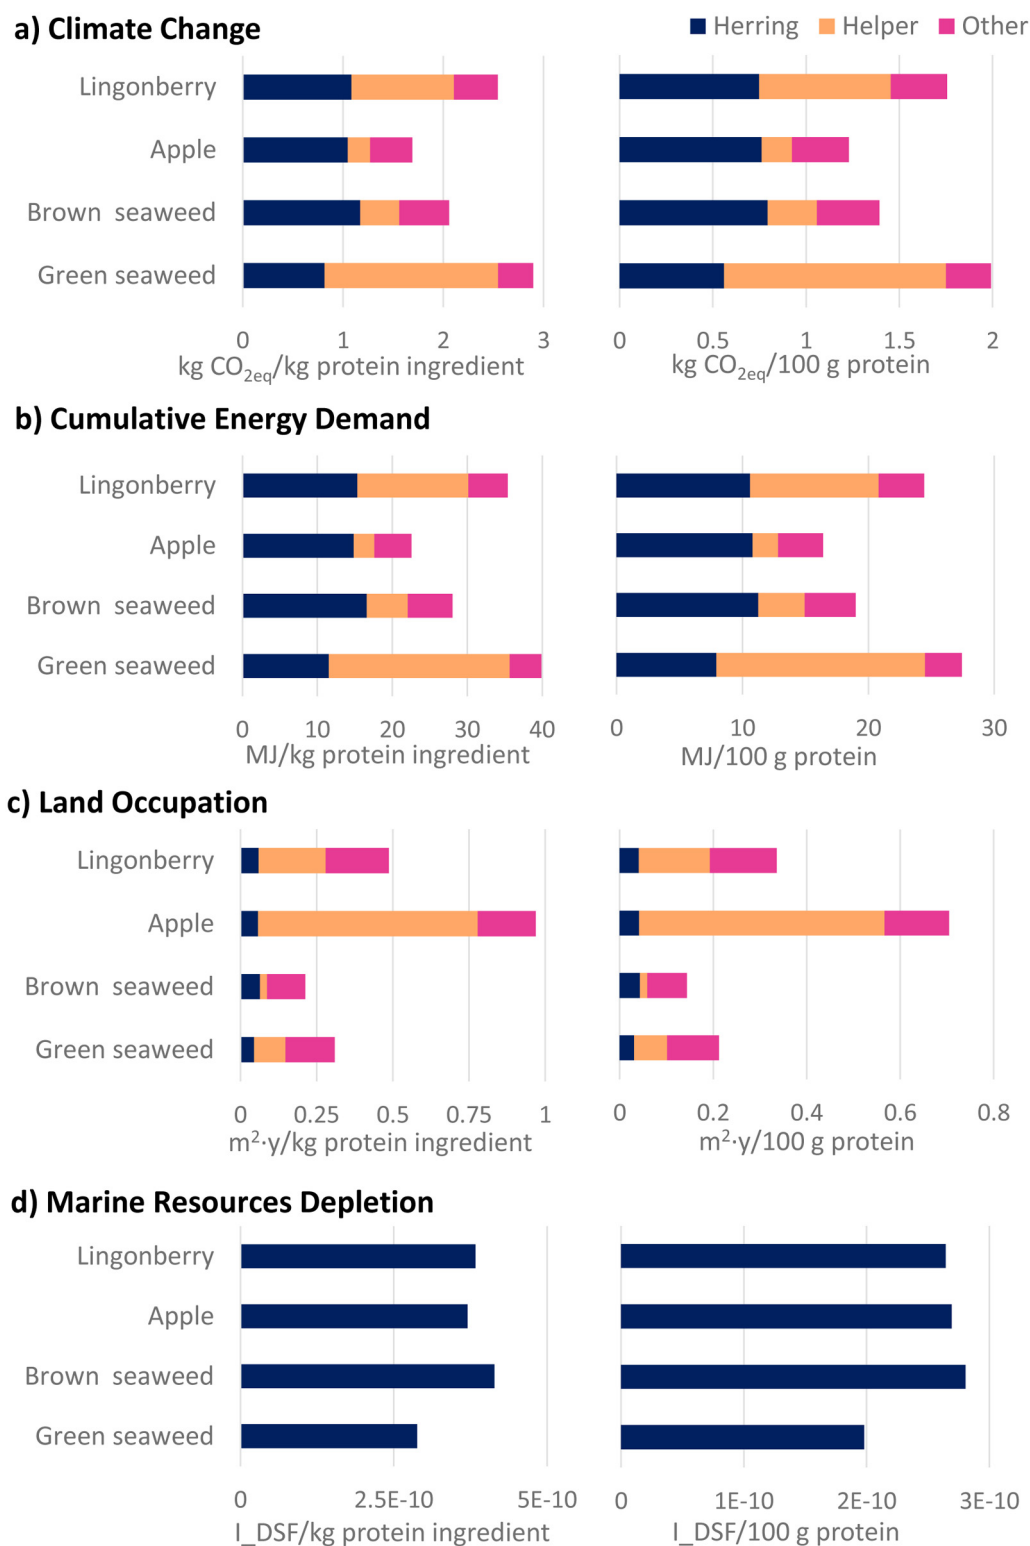 a) Climate Change
Herring Helper Other
Lingonberry
Apple
Brown seaweed
Green seaweed
0 1 2 3
kg CO2eq/kg protein ingredient
0 0.5 1 1.5 2
kg CO2eq/100 g protein
b) Cumulative Energy Demand
Lingonberry
Apple
Brown seaweed
Green seaweed
0 10 20 30 40
MJ/kg protein ingredient
0 10 20 30
MJ/100 g protein
c) Land Occupation
Lingonberry
Apple
Brown seaweed
Green seaweed
0 0.25 0.5 0.75 1
m²·y/kg protein ingredient
0 0.2 0.4 0.6 0.8
m²·y/100 g protein
d) Marine Resources Depletion
Lingonberry
Apple
Brown seaweed
Green seaweed
0 2.5E-10 5E-10
I_DSF/kg protein ingredient
0 1E-10 2E-10 3E-10
I_DSF/100 g protein